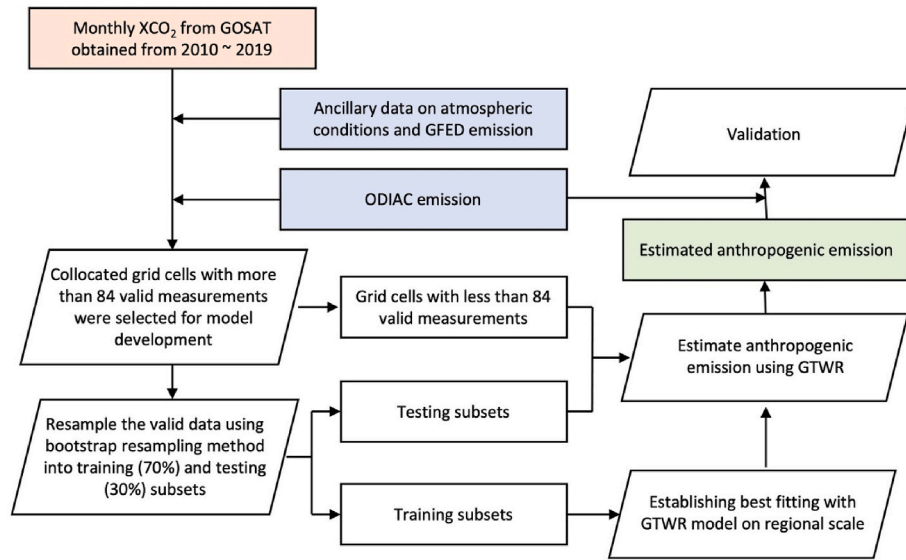 Monthly XCO₂ from GOSAT
obtained from 2010 ~ 2019
Ancillary data on atmospheric
conditions and GFED emission
Validation
ODIAC emission
Estimated anthropogenic emission
Collocated grid cells with more
than 84 valid measurements
were selected for model
development
Grid cells with less than 84
valid measurements
Estimate anthropogenic
emission using GTWR
Resample the valid data using
bootstrap resampling method
into training (70%) and testing
(30%) subsets
Testing subsets
Training subsets
Establishing best fitting with
GTWR model on regional scale